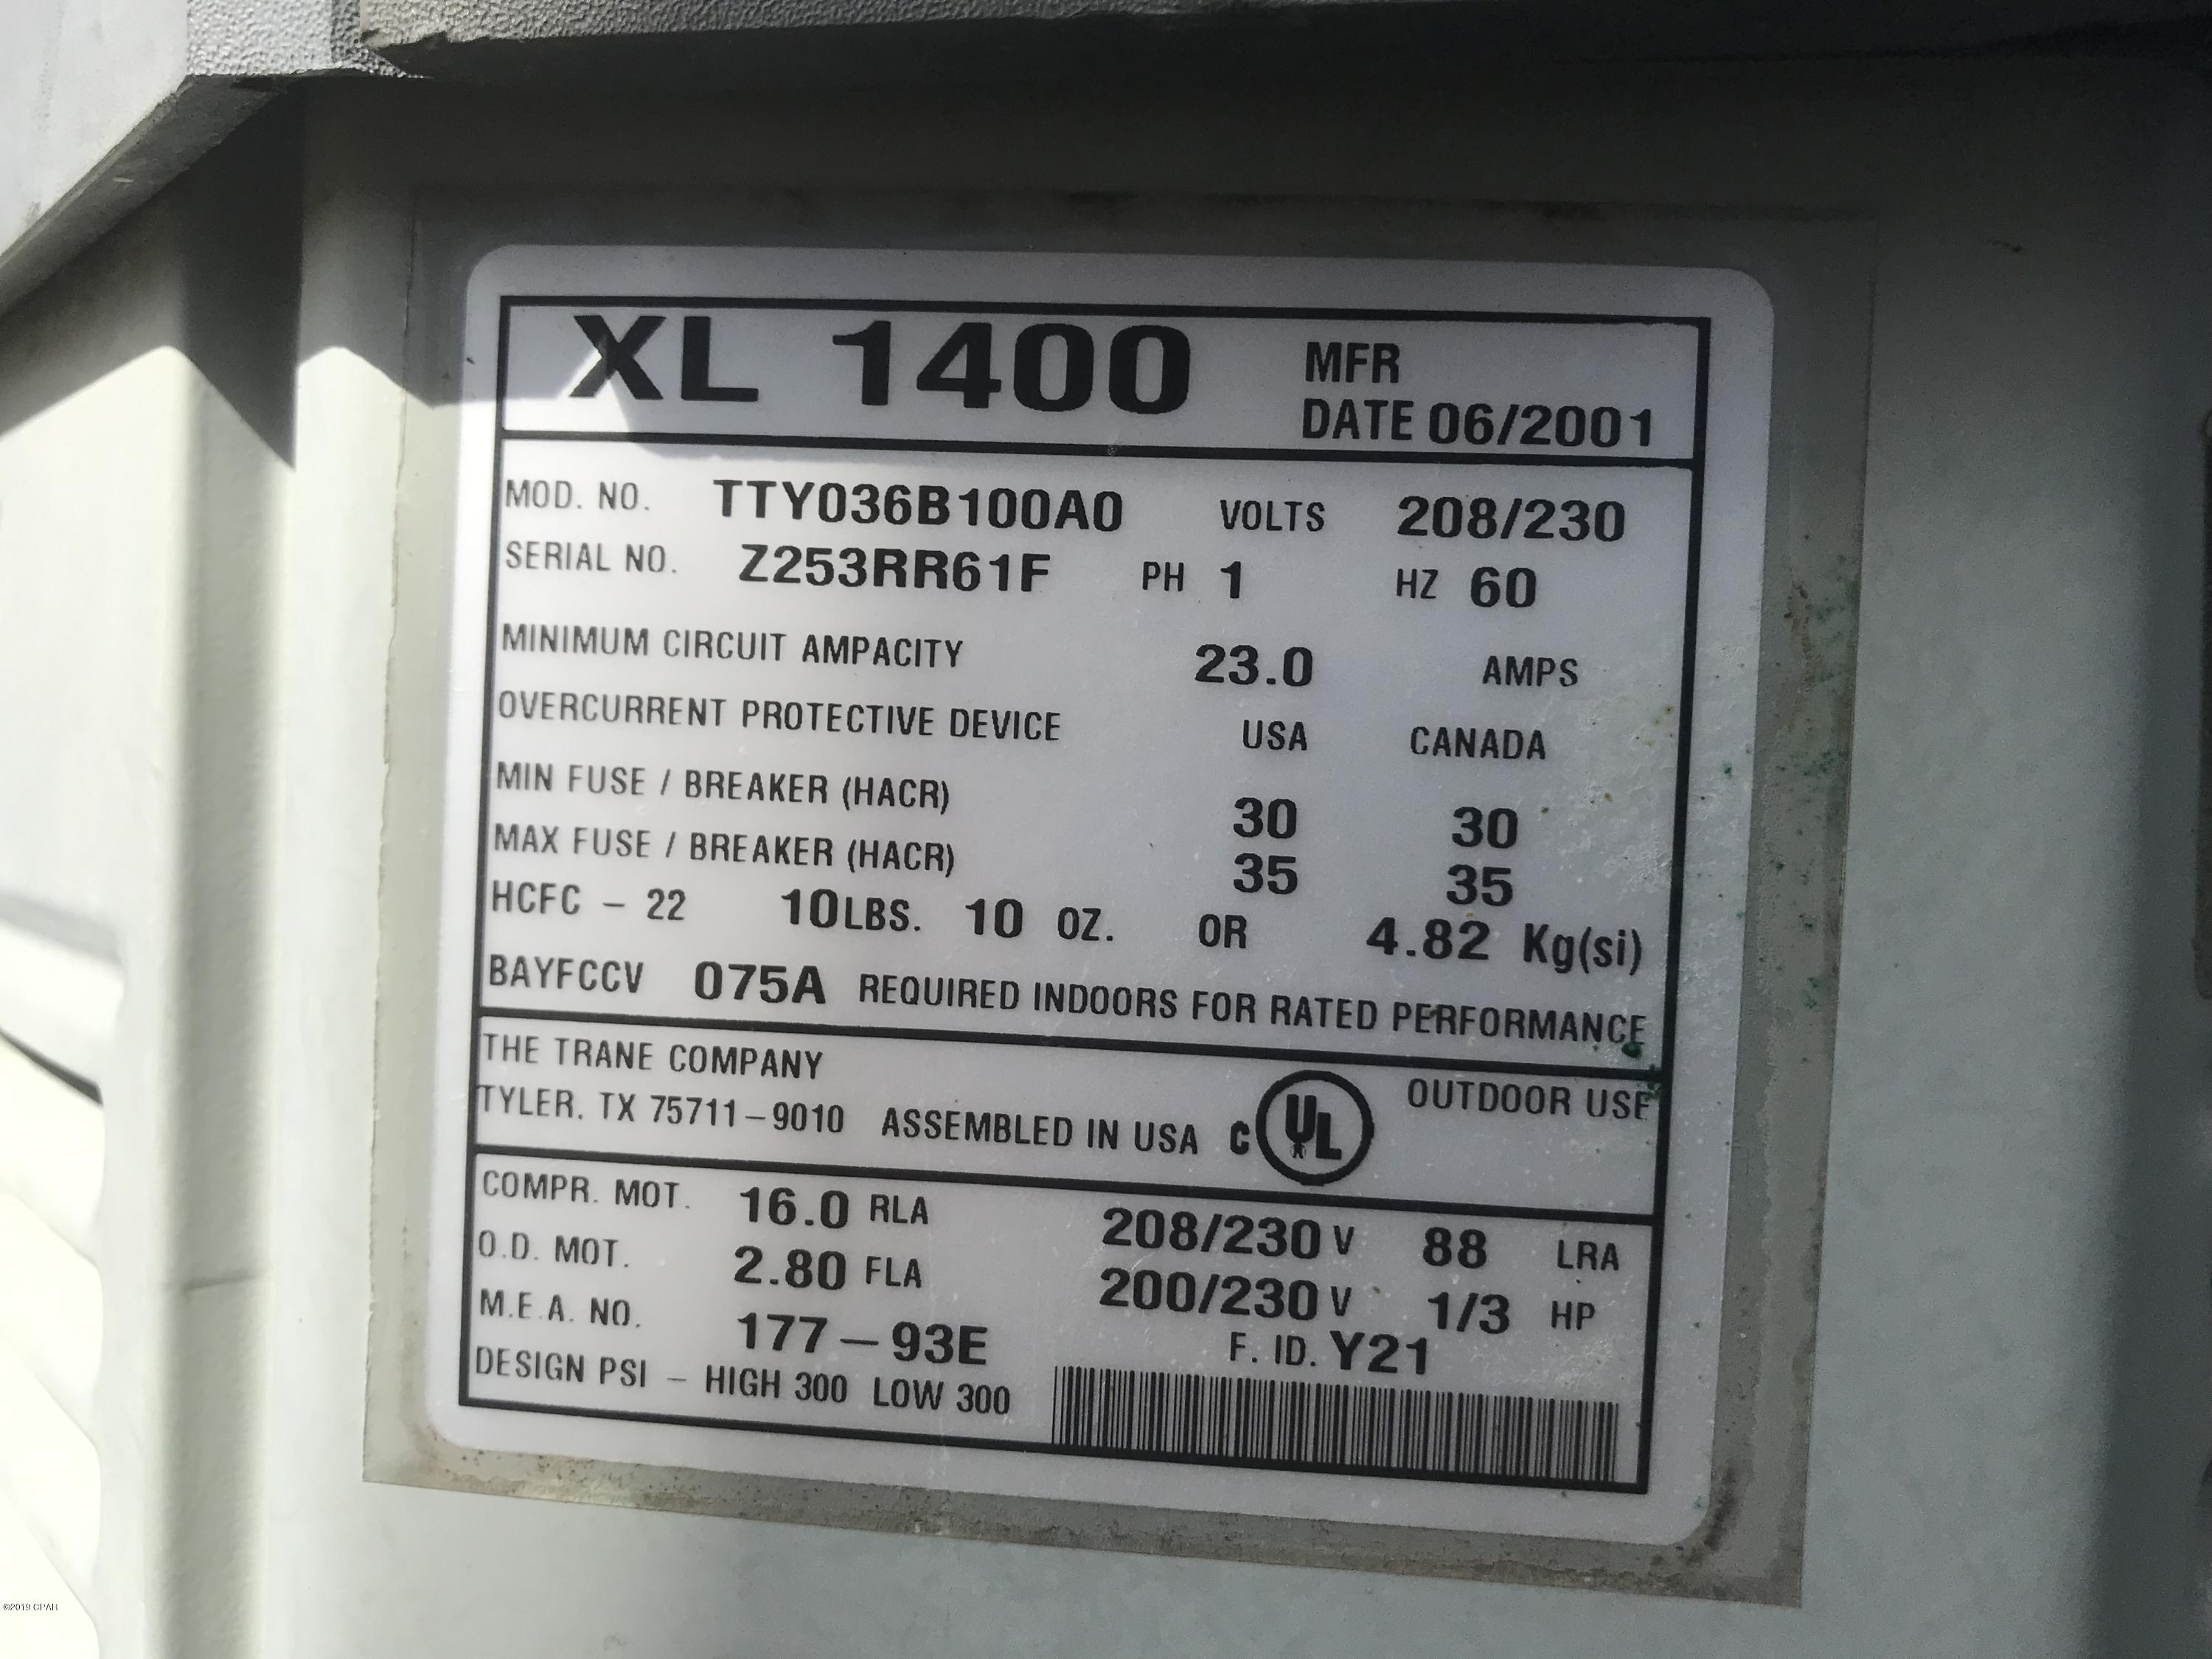 XL 1400 MFR
DATE 06/2001
MOD. NO. TTY036B100A0 VOLTS 208/230
SERIAL NO. Z253RR61F PH 1 HZ 60
MINIMUM CIRCUIT AMPACITY 23.0 AMPS
OVERCURRENT PROTECTIVE DEVICE USA CANADA
MIN FUSE / BREAKER (HACR) 30 30
MAX FUSE / BREAKER (HACR) 35 35
HCFC - 22 10LBS. 10 OZ. OR 4.82 Kg(si)
BAYFCCV 075A REQUIRED INDOORS FOR RATED PERFORMANCE
THE TRANE COMPANY
TYLER, TX 75711-9010 ASSEMBLED IN USA C UL OUTDOOR USE
COMPR. MOT. 16.0 RLA 208/230 V 88 LRA
O.D. MOT. 2.80 FLA 200/230 V 1/3 HP
M.E.A. NO. 177-93E F. ID. Y21
DESIGN PSI - HIGH 300 LOW 300
©2019 CPAR